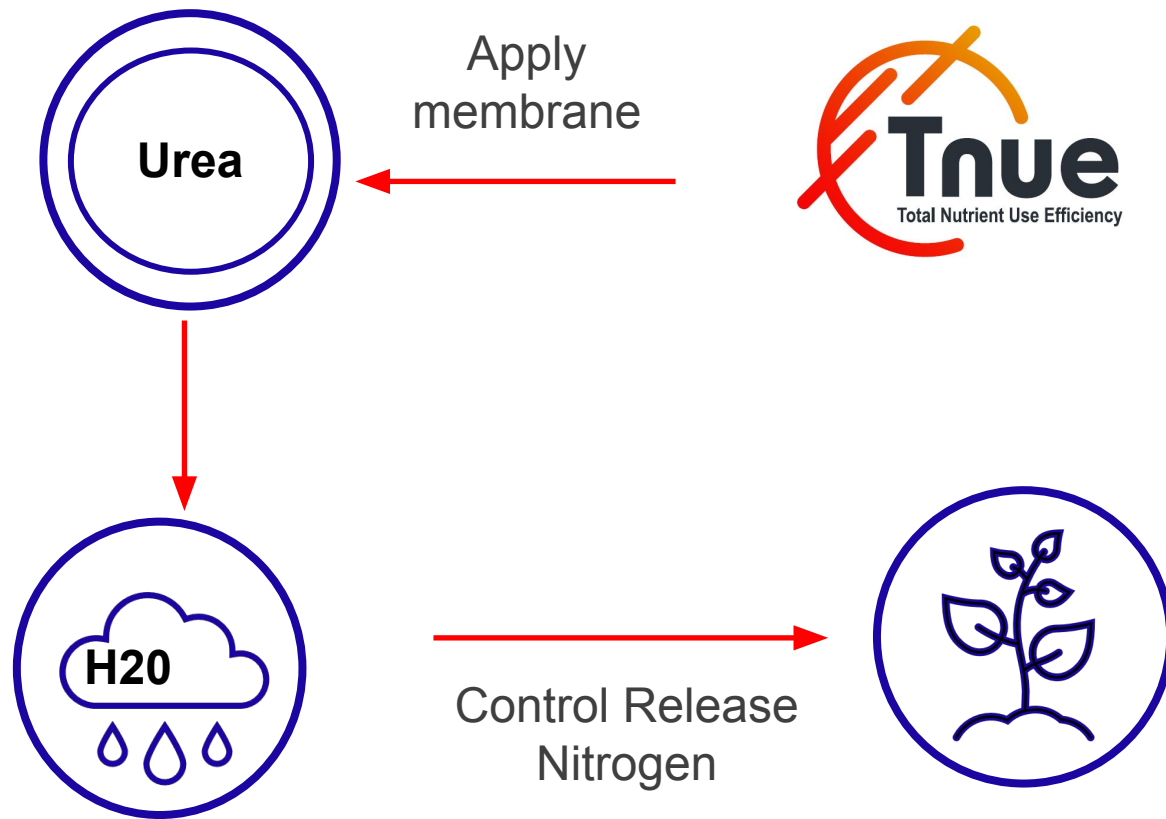 Apply
membrane
Urea
Tnue
Total Nutrient Use Efficiency
H20
Control Release
Nitrogen